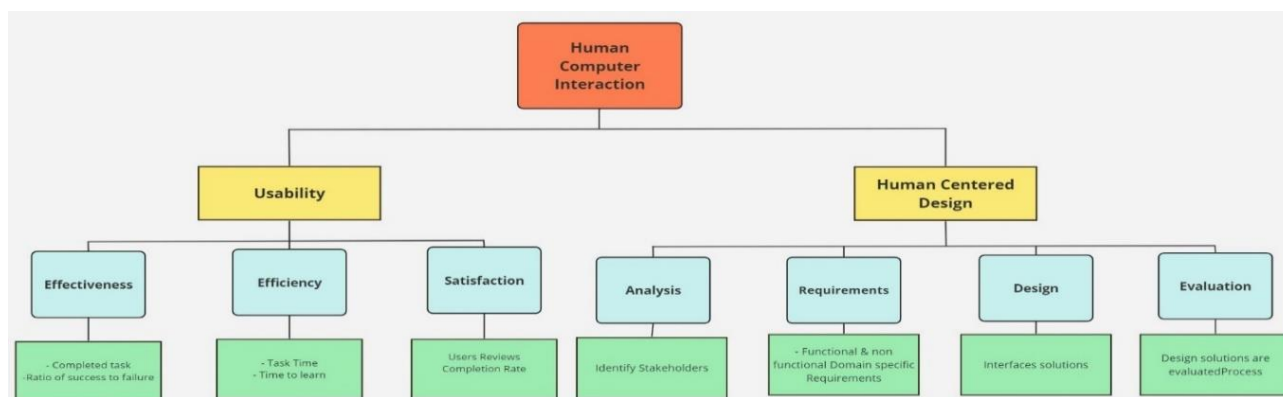 Human
Computer
Interaction
Usability
Human Centered
Design
Effectiveness
Efficiency
Satisfaction
Analysis
Requirements
Design
Evaluation
- Completed task
-Ratio of success to failure
- Task Time
- Time to learn
Users Reviews
Completion Rate
Identify Stakeholders
- Functional & non
functional Domain specific
Requirements
Interfaces solutions
Design solutions are
evaluatedProcess